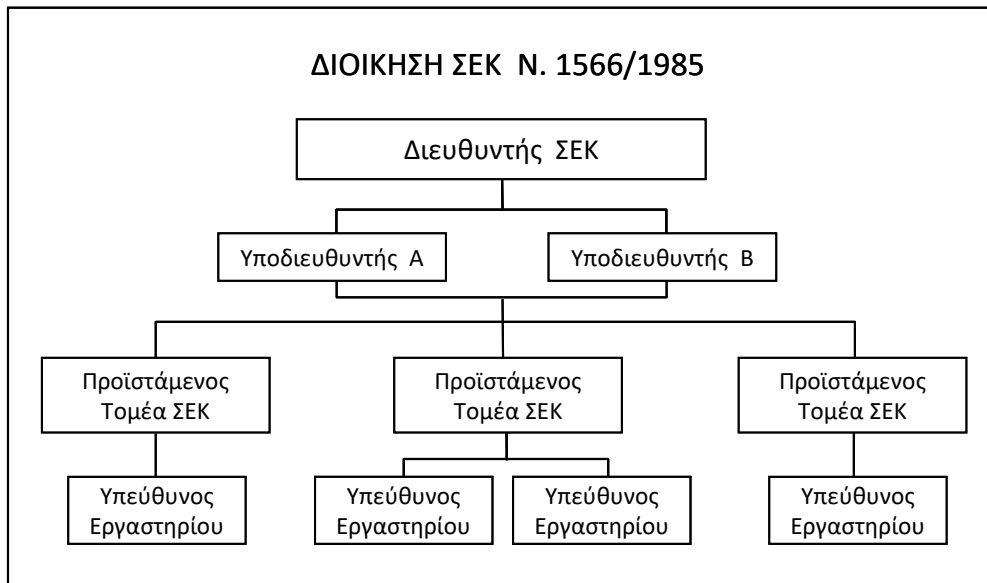 ΔΙΟΙΚΗΣΗ ΣΕΚ Ν. 1566/1985
Διευθυντής ΣΕΚ
Υποδιευθυντής Α
Υποδιευθυντής Β
Προϊστάμενος
Τομέα ΣΕΚ
Προϊστάμενος
Τομέα ΣΕΚ
Προϊστάμενος
Τομέα ΣΕΚ
Υπεύθυνος
Εργαστηρίου
Υπεύθυνος
Εργαστηρίου
Υπεύθυνος
Εργαστηρίου
Υπεύθυνος
Εργαστηρίου